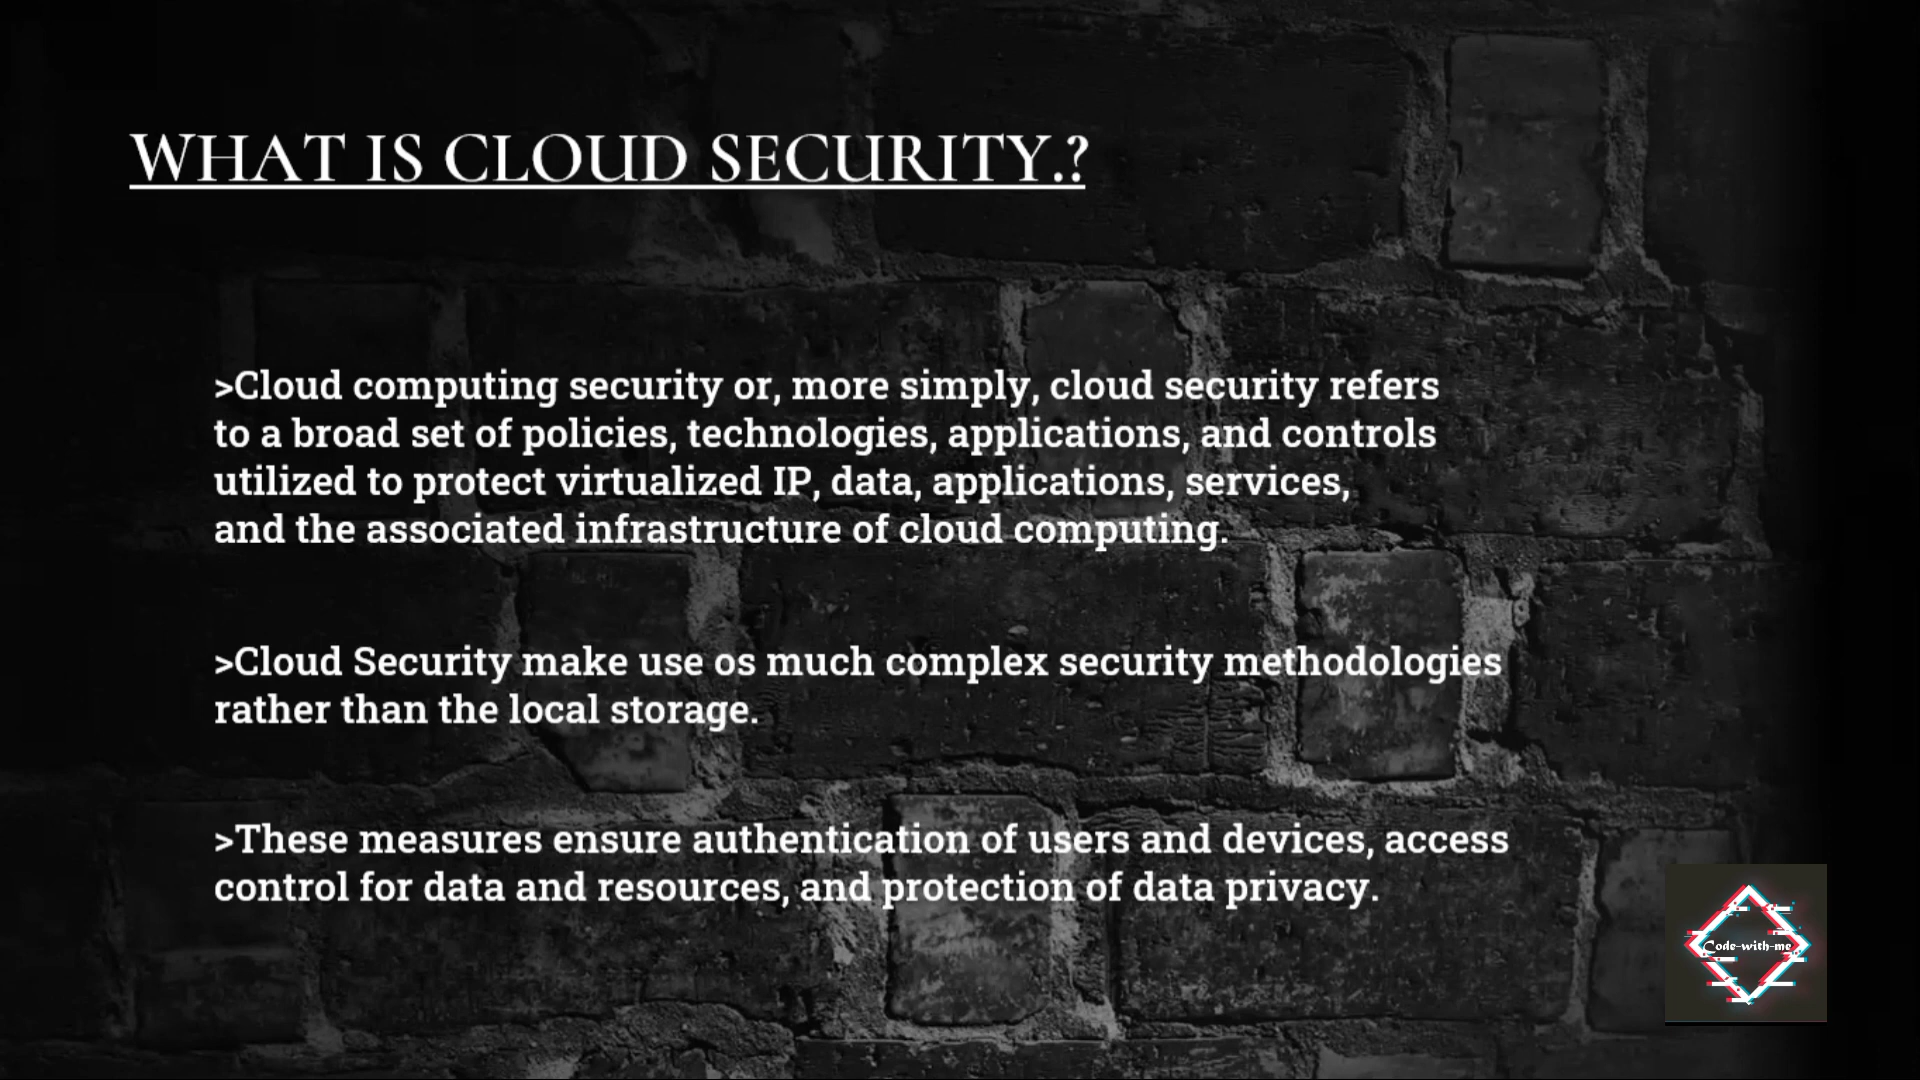 WHAT IS CLOUD SECURITY.?
>Cloud computing security or, more simply, cloud security refers
to a broad set of policies, technologies, applications, and controls
utilized to protect virtualized IP, data, applications, services,
and the associated infrastructure of cloud computing.
>Cloud Security make use os much complex security methodologies
rather than the local storage.
>These measures ensure authentication of users and devices, access
control for data and resources, and protection of data privacy.
Code-with-me